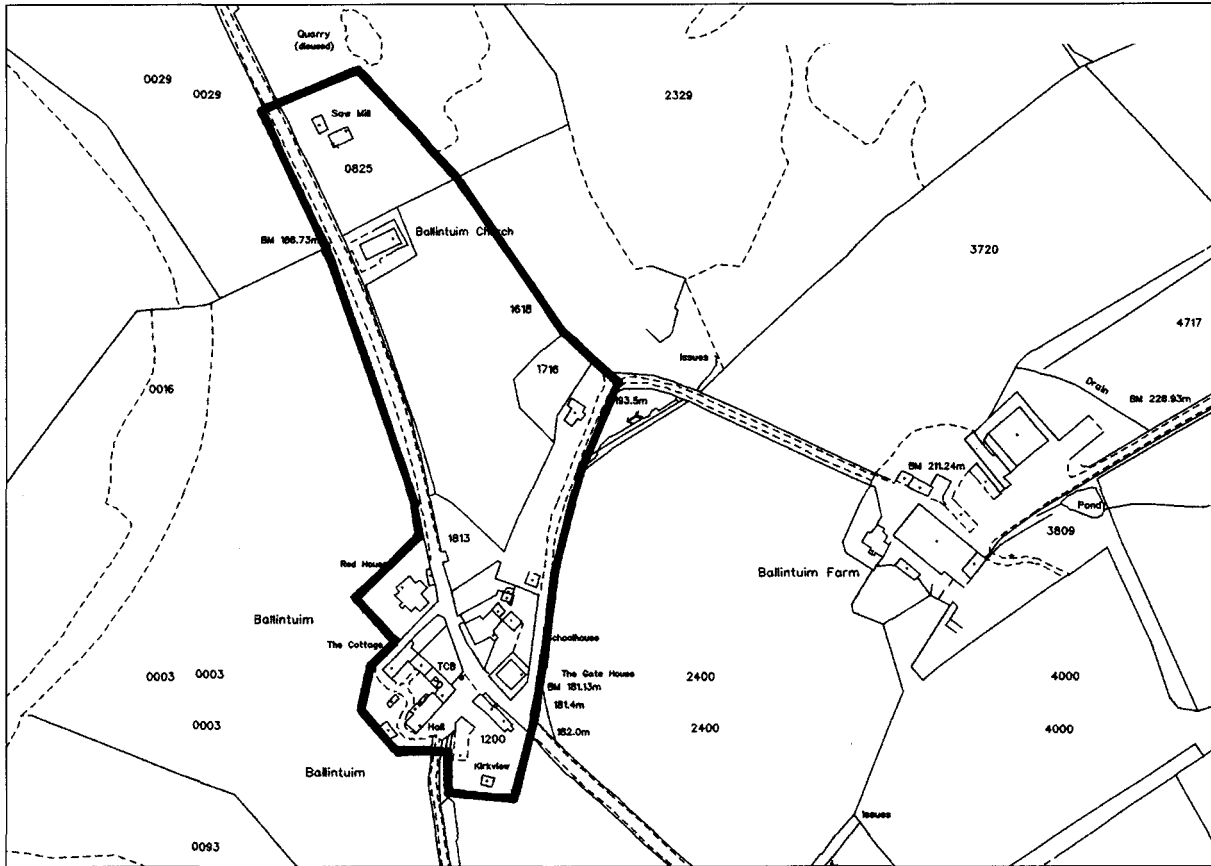 Quarry
(disused)
0029
0029
2329
Saw Mill
0825
BM 186.73m
Ballintuim Church
3720
1618
4717
Issues
1716
Drain
0016
193.5m
BM 228.93m
BM 211.24m
Pond
1813
3809
Red House
Ballintuim Farm
Ballintuim
Schoolhouse
The Cottage
TCB
The Gate House
0003
0003
2400
4000
BM 181.13m
181.4m
0003
Hall
1200
182.0m
2400
4000
Kirkview
Ballintuim
Issues
0093